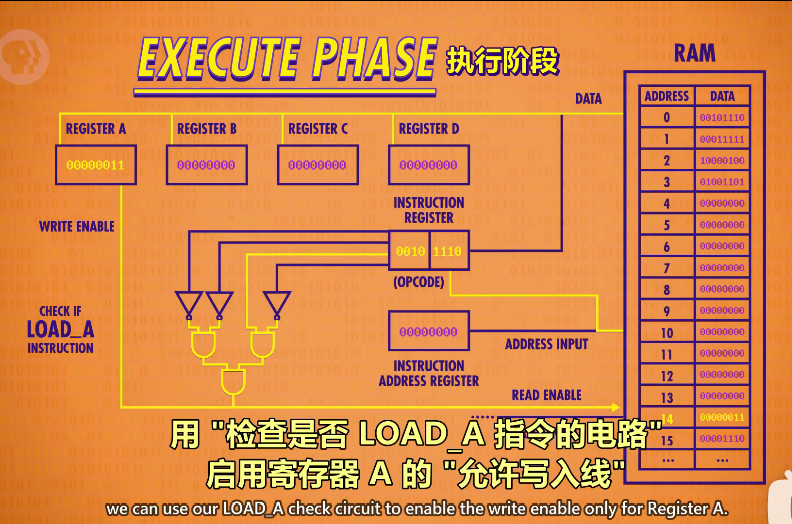 EXECUTE PHASE 执行阶段
RAM
DATA
ADDRESS DATA
0 00101110
1 00011111
2 10000100
3 01001101
4 00000000
5 00000000
6 00000000
7 00000000
8 00000000
9 00000000
10 00000000
11 00000000
12 00000000
13 00000000
14 00000011
15 00001110
... ...
REGISTER A
REGISTER B
REGISTER C
REGISTER D
00000011
00000000
00000000
00000000
WRITE ENABLE
INSTRUCTION
REGISTER
0010 1110
(OPCODE)
CHECK IF
LOAD_A
INSTRUCTION
00000000
ADDRESS INPUT
INSTRUCTION
ADDRESS REGISTER
READ ENABLE
用 "检查是否 LOAD_A 指令的电路"
启用寄存器 A 的 "允许写入线"
we can use our LOAD_A check circuit to enable the write enable only for Register A.